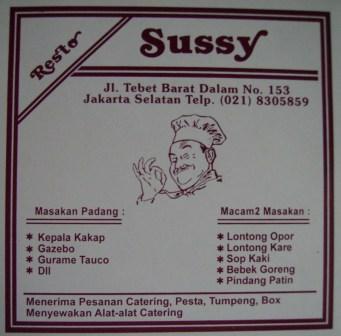 Resto
Sussy
Jl. Tebet Barat Dalam No. 153
Jakarta Selatan Telp. (021) 8305859
Masakan Padang :
* Kepala Kakap
* Gazebo
* Gurame Tauco
* Dll
Macam2 Masakan :
* Lontong Opor
* Lontong Kare
* Sop Kaki
* Bebek Goreng
* Pindang Patin
Menerima Pesanan Catering, Pesta, Tumpeng, Box
Menyewakan Alat-alat Catering